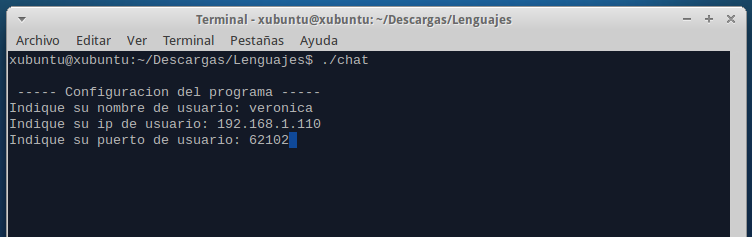 Terminal - xubuntu@xubuntu: ~/Descargas/Lenguajes
Archivo Editar Ver Terminal Pestañas Ayuda
xubuntu@xubuntu:~/Descargas/Lenguajes$ ./chat
----- Configuracion del programa -----
Indique su nombre de usuario: veronica
Indique su ip de usuario: 192.168.1.110
Indique su puerto de usuario: 62102